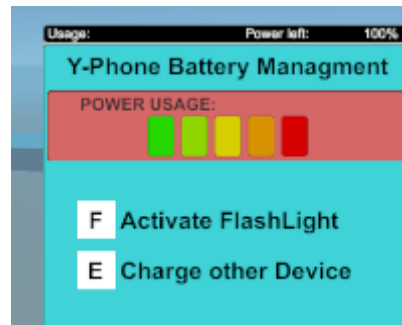 Usage: Power left: 100%
Y-Phone Battery Managment
POWER USAGE:
F Activate FlashLight
E Charge other Device